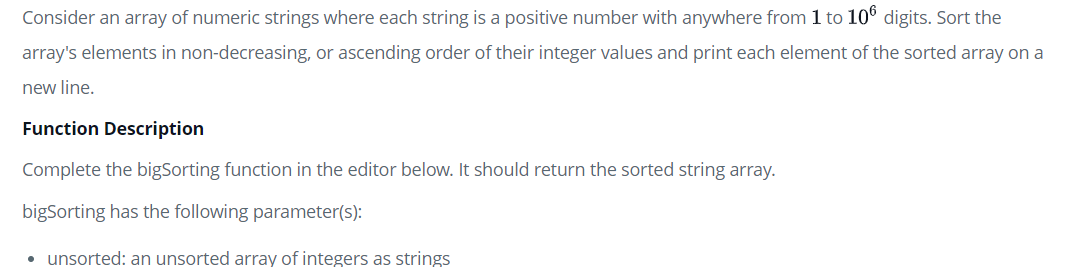 Consider an array of numeric strings where each string is a positive number with anywhere from 1 to 10⁶ digits. Sort the
array's elements in non-decreasing, or ascending order of their integer values and print each element of the sorted array on a
new line.
Function Description
Complete the bigSorting function in the editor below. It should return the sorted string array.
bigSorting has the following parameter(s):
• unsorted: an unsorted array of integers as strings